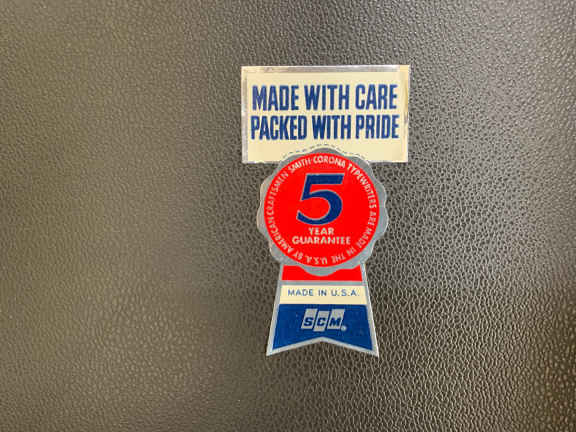 MADE WITH CARE
PACKED WITH PRIDE
SMITH-CORONA TYPEWRITERS ARE MADE IN THE U.S.A. BY AMERICAN CRAFTSMEN
5
YEAR
GUARANTEE
MADE IN U.S.A.
SCM®